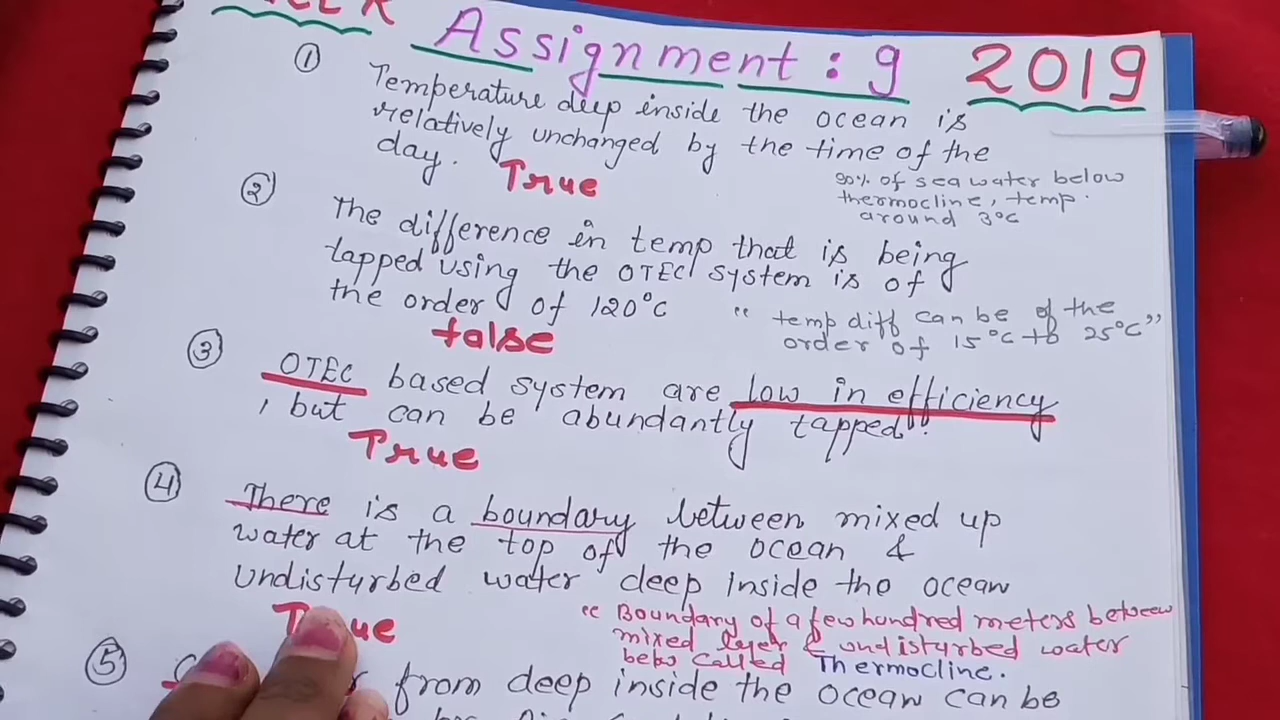 Assignment : 9 2019
① Temperature deep inside the ocean is
relatively unchanged by the time of the
day. True
90% of sea water below
thermocline, temp.
around 3°C
② The difference in temp that is being
tapped using the OTEC system is of
the order of 120°C
false
"temp diff can be of the
order of 15°C to 25°C"
③ OTEC based system are low in efficiency
, but can be abundantly tapped.
True
④ There is a boundary between mixed up
water at the top of the ocean &
undisturbed water deep inside the ocean
True
"Boundary of a few hundred meters between
mixed layer & undisturbed water
below called Thermocline.
⑤ from deep inside the ocean can be